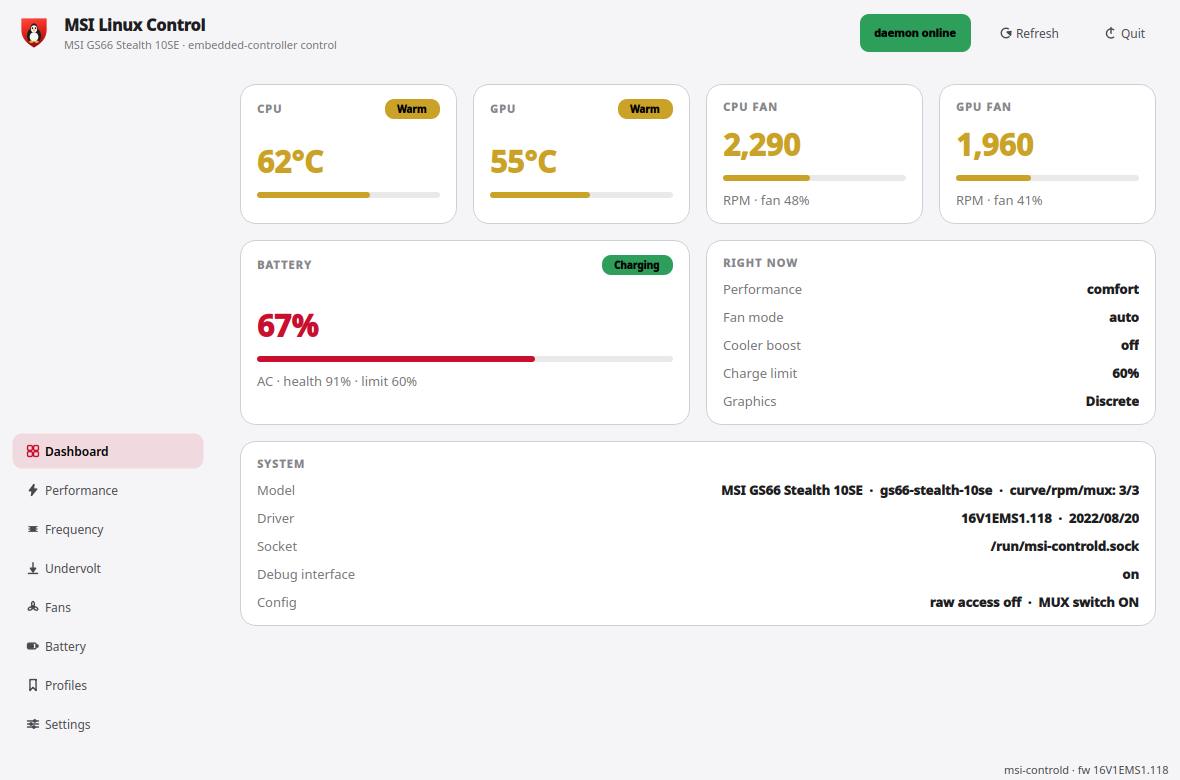 MSI Linux Control
MSI GS66 Stealth 10SE · embedded-controller control
daemon online
Refresh
Quit
CPU
Warm
62°C
GPU
Warm
55°C
CPU FAN
2,290
RPM · fan 48%
GPU FAN
1,960
RPM · fan 41%
BATTERY
Charging
67%
AC · health 91% · limit 60%
RIGHT NOW
Performance comfort
Fan mode auto
Cooler boost off
Charge limit 60%
Graphics Discrete
SYSTEM
Model MSI GS66 Stealth 10SE · gs66-stealth-10se · curve/rpm/mux: 3/3
Driver 16V1EMS1.118 · 2022/08/20
Socket /run/msi-controld.sock
Debug interface on
Config raw access off · MUX switch ON
Dashboard
Performance
Frequency
Undervolt
Fans
Battery
Profiles
Settings
msi-controld · fw 16V1EMS1.118